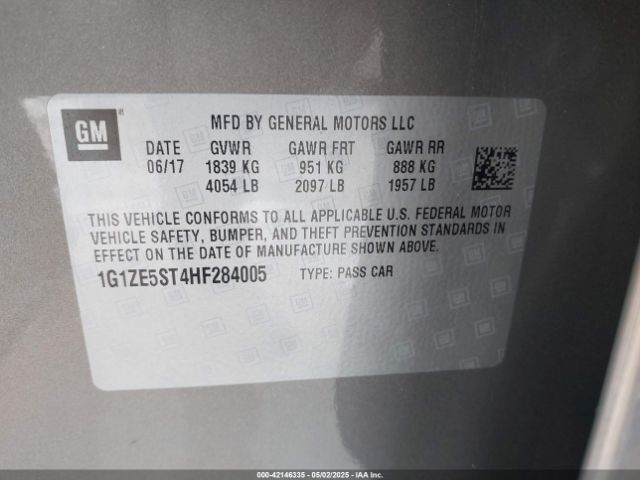 GM
MFD BY GENERAL MOTORS LLC
DATE GVWR GAWR FRT GAWR RR
06/17 1839 KG 951 KG 888 KG
4054 LB 2097 LB 1957 LB
THIS VEHICLE CONFORMS TO ALL APPLICABLE U.S. FEDERAL MOTOR
VEHICLE SAFETY, BUMPER, AND THEFT PREVENTION STANDARDS IN
EFFECT ON THE DATE OF MANUFACTURE SHOWN ABOVE.
1G1ZE5ST4HF284005 TYPE: PASS CAR
000-42146335 - 05/02/2025 - IAAI.COM